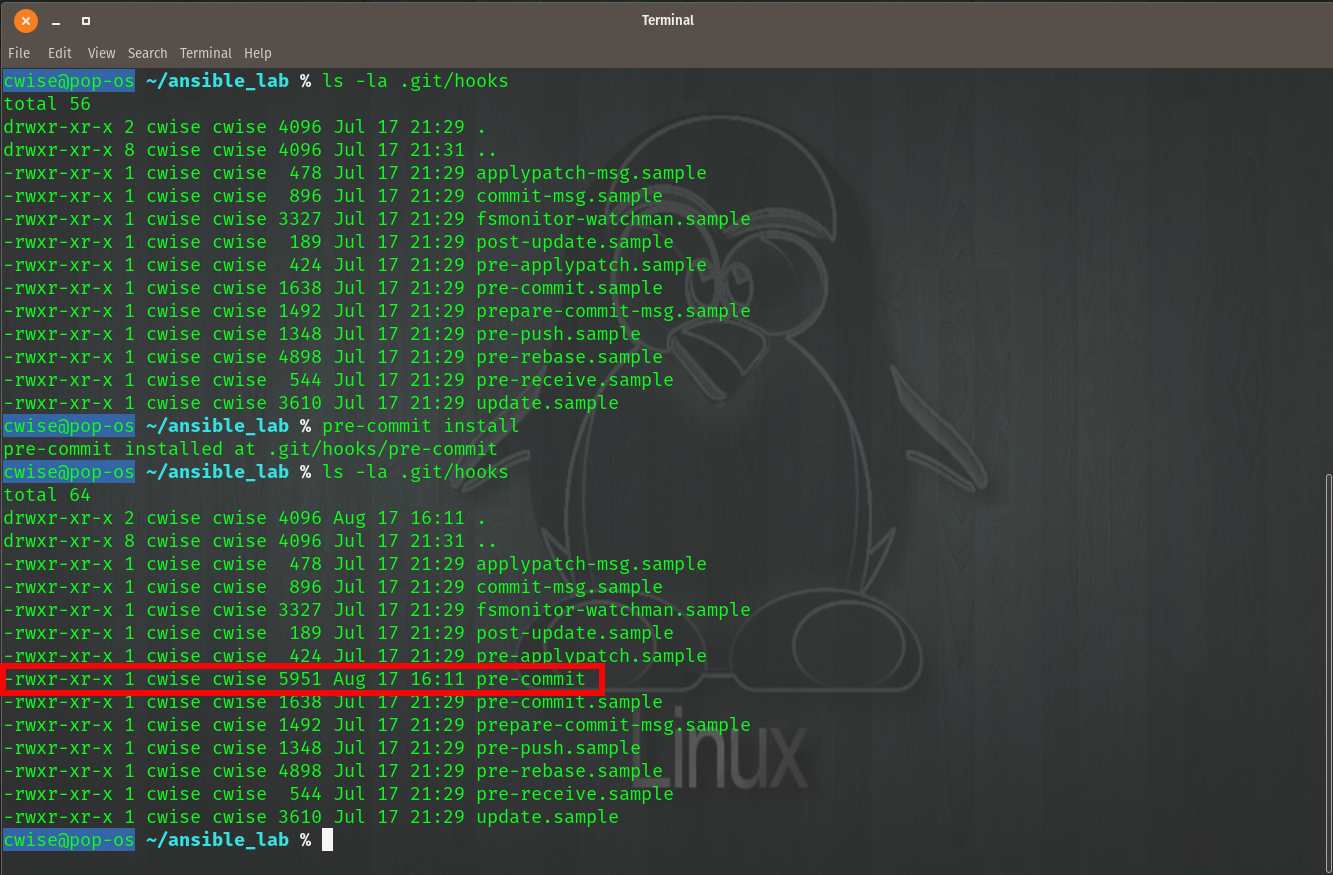 Terminal
File Edit View Search Terminal Help
cwise@pop-os ~/ansible_lab % ls -la .git/hooks
total 56
drwxr-xr-x 2 cwise cwise 4096 Jul 17 21:29 .
drwxr-xr-x 8 cwise cwise 4096 Jul 17 21:31 ..
-rwxr-xr-x 1 cwise cwise  478 Jul 17 21:29 applypatch-msg.sample
-rwxr-xr-x 1 cwise cwise  896 Jul 17 21:29 commit-msg.sample
-rwxr-xr-x 1 cwise cwise 3327 Jul 17 21:29 fsmonitor-watchman.sample
-rwxr-xr-x 1 cwise cwise  189 Jul 17 21:29 post-update.sample
-rwxr-xr-x 1 cwise cwise  424 Jul 17 21:29 pre-applypatch.sample
-rwxr-xr-x 1 cwise cwise 1638 Jul 17 21:29 pre-commit.sample
-rwxr-xr-x 1 cwise cwise 1492 Jul 17 21:29 prepare-commit-msg.sample
-rwxr-xr-x 1 cwise cwise 1348 Jul 17 21:29 pre-push.sample
-rwxr-xr-x 1 cwise cwise 4898 Jul 17 21:29 pre-rebase.sample
-rwxr-xr-x 1 cwise cwise  544 Jul 17 21:29 pre-receive.sample
-rwxr-xr-x 1 cwise cwise 3610 Jul 17 21:29 update.sample
cwise@pop-os ~/ansible_lab % pre-commit install
pre-commit installed at .git/hooks/pre-commit
cwise@pop-os ~/ansible_lab % ls -la .git/hooks
total 64
drwxr-xr-x 2 cwise cwise 4096 Aug 17 16:11 .
drwxr-xr-x 8 cwise cwise 4096 Jul 17 21:31 ..
-rwxr-xr-x 1 cwise cwise  478 Jul 17 21:29 applypatch-msg.sample
-rwxr-xr-x 1 cwise cwise  896 Jul 17 21:29 commit-msg.sample
-rwxr-xr-x 1 cwise cwise 3327 Jul 17 21:29 fsmonitor-watchman.sample
-rwxr-xr-x 1 cwise cwise  189 Jul 17 21:29 post-update.sample
-rwxr-xr-x 1 cwise cwise  424 Jul 17 21:29 pre-applypatch.sample
-rwxr-xr-x 1 cwise cwise 5951 Aug 17 16:11 pre-commit
-rwxr-xr-x 1 cwise cwise 1638 Jul 17 21:29 pre-commit.sample
-rwxr-xr-x 1 cwise cwise 1492 Jul 17 21:29 prepare-commit-msg.sample
-rwxr-xr-x 1 cwise cwise 1348 Jul 17 21:29 pre-push.sample
-rwxr-xr-x 1 cwise cwise 4898 Jul 17 21:29 pre-rebase.sample
-rwxr-xr-x 1 cwise cwise  544 Jul 17 21:29 pre-receive.sample
-rwxr-xr-x 1 cwise cwise 3610 Jul 17 21:29 update.sample
cwise@pop-os ~/ansible_lab %
Linux